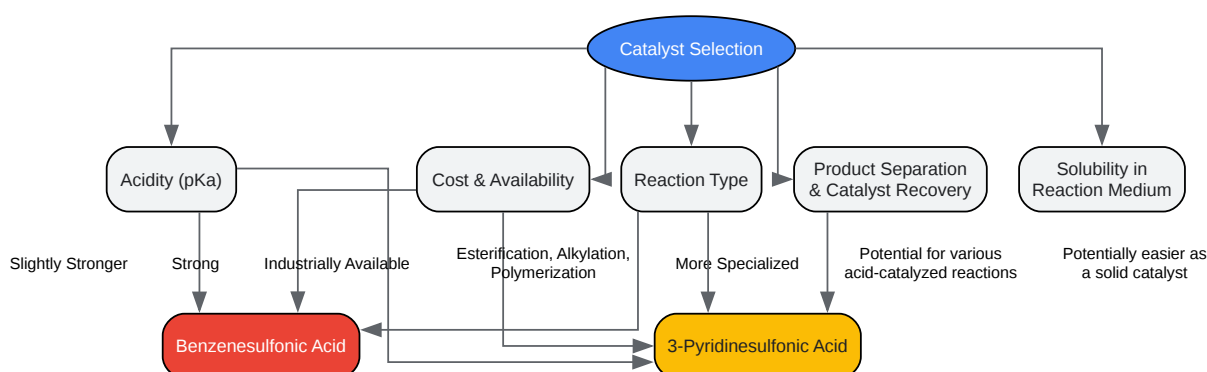 Catalyst Selection
Acidity (pKa)
Cost & Availability
Reaction Type
Product Separation
& Catalyst Recovery
Solubility in
Reaction Medium
Slightly Stronger
Strong
Industrially Available
Esterification, Alkylation,
Polymerization
More Specialized
Potential for various
acid-catalyzed reactions
Potentially easier as
a solid catalyst
Benzenesulfonic Acid
3-Pyridinesulfonic Acid